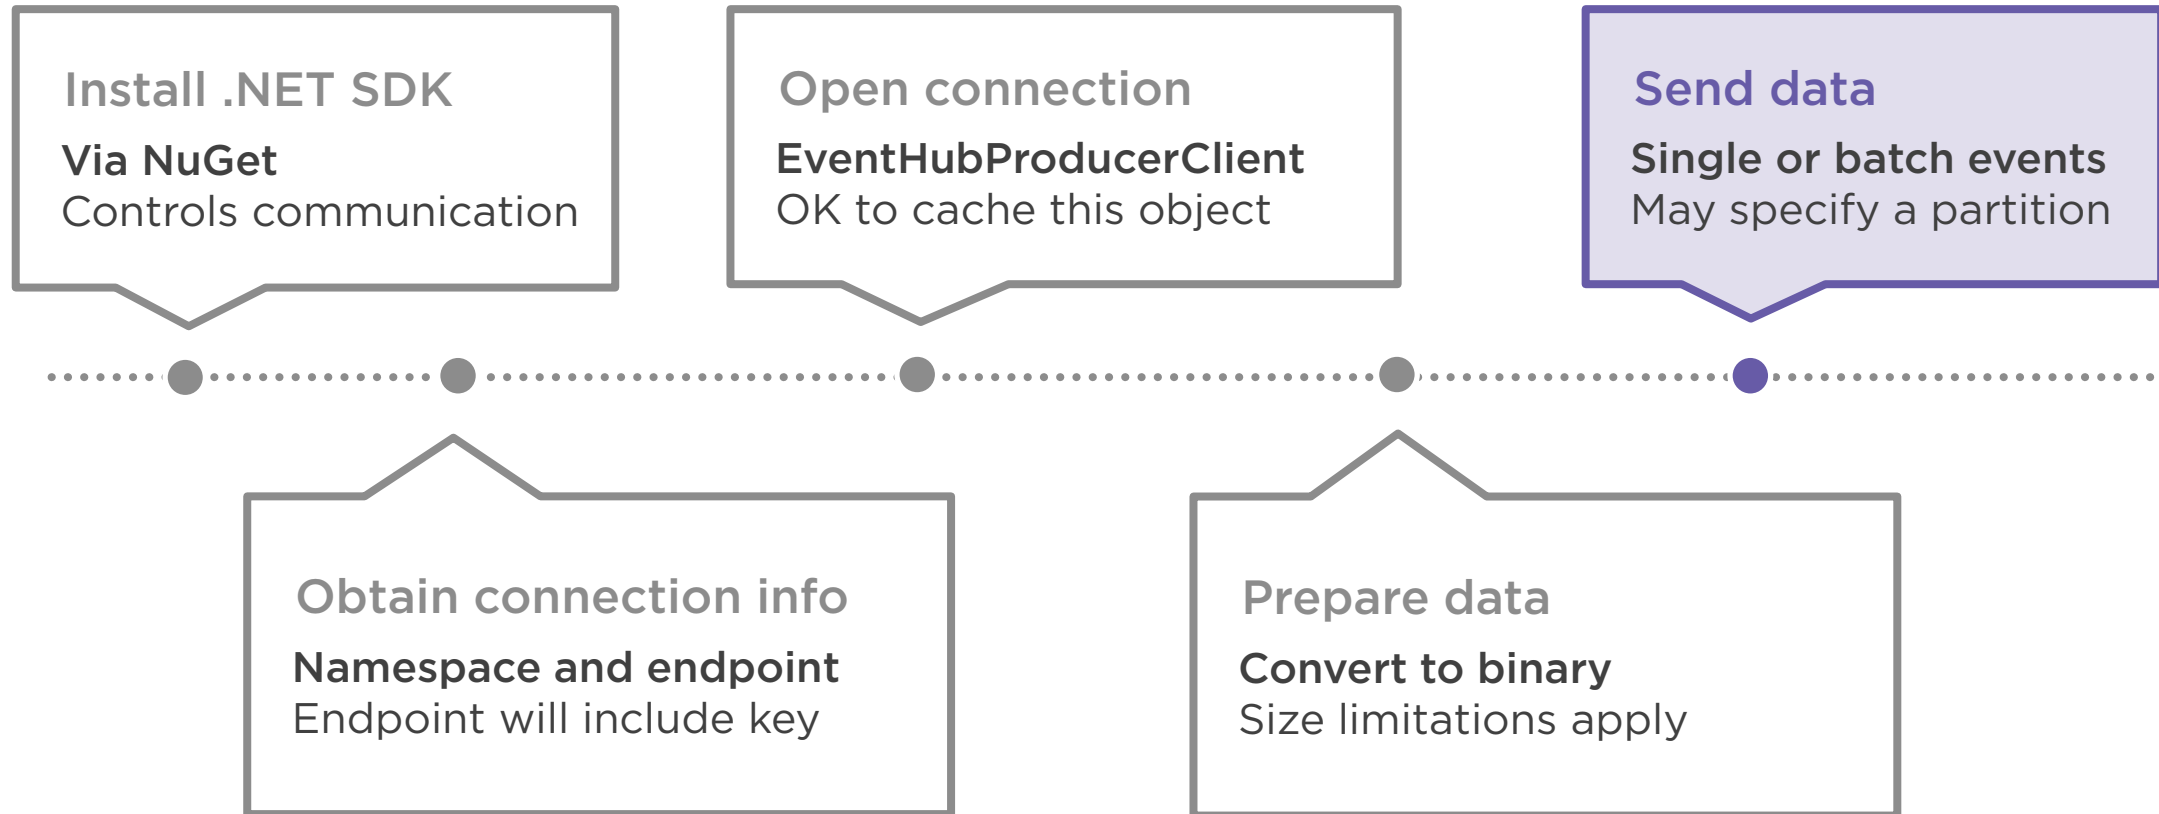 Install .NET SDK
Via NuGet
Controls communication
Obtain connection info
Namespace and endpoint
Endpoint will include key
Open connection
EventHubProducerClient
OK to cache this object
Prepare data
Convert to binary
Size limitations apply
Send data
Single or batch events
May specify a partition